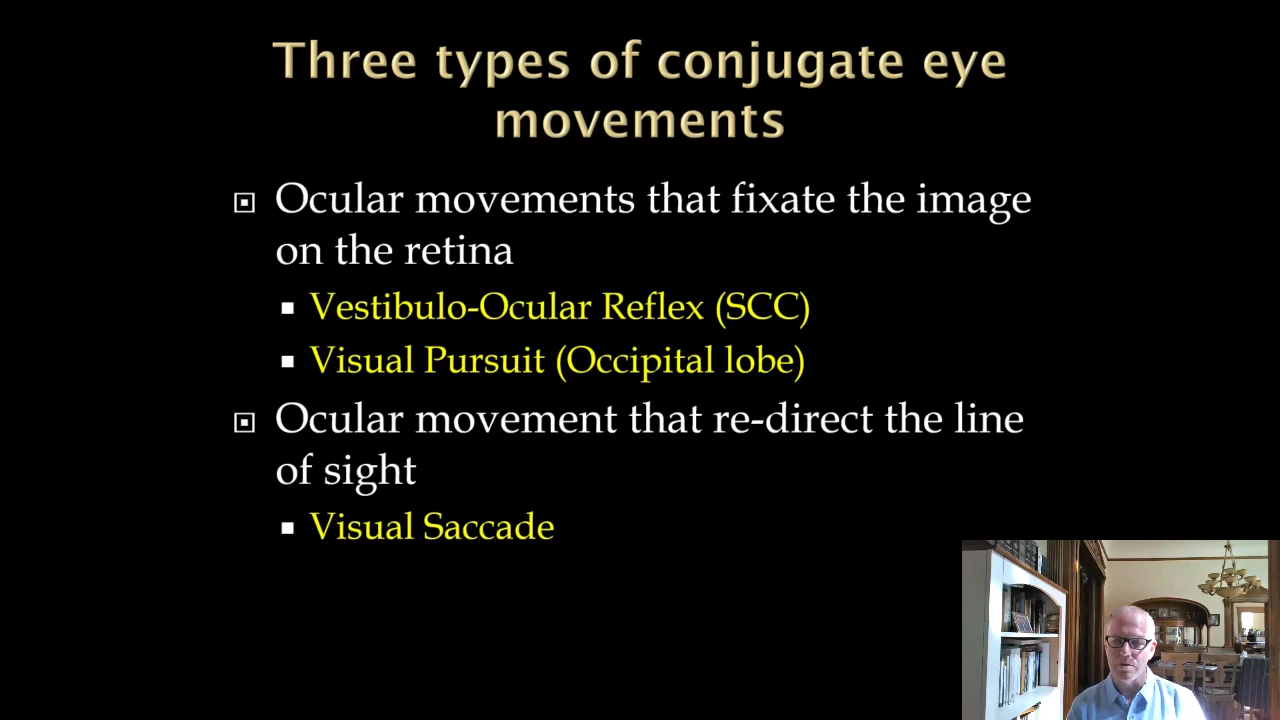 Three types of conjugate eye
movements
Ocular movements that fixate the image
on the retina
Vestibulo-Ocular Reflex (SCC)
Visual Pursuit (Occipital lobe)
Ocular movement that re-direct the line
of sight
Visual Saccade